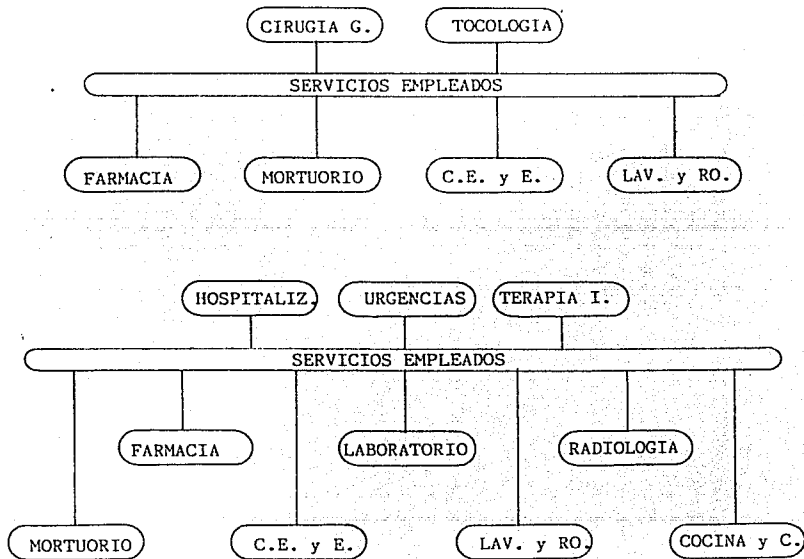 CIRUGIA G. TOCOLOGIA
SERVICIOS EMPLEADOS
FARMACIA MORTUORIO C.E. y E. LAV. y RO.
HOSPITALIZ. URGENCIAS TERAPIA I.
SERVICIOS EMPLEADOS
FARMACIA LABORATORIO RADIOLOGIA
MORTUORIO C.E. y E. LAV. y RO. COCINA y C.